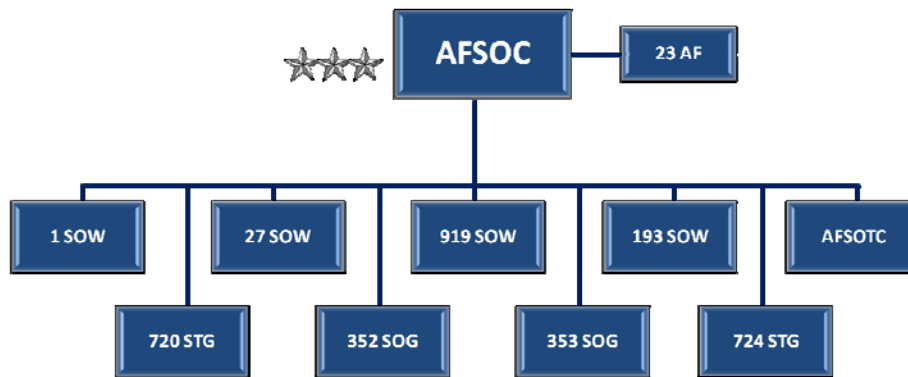 AFSOC
23 AF
1 SOW
27 SOW
919 SOW
193 SOW
AFSOTC
720 STG
352 SOG
353 SOG
724 STG